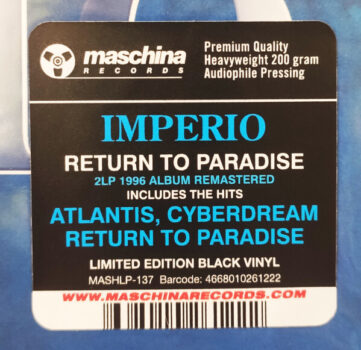 maschina
RECORDS
Premium Quality
Heavyweight 200 gram
Audiophile Pressing
IMPERIO
RETURN TO PARADISE
2LP 1996 ALBUM REMASTERED
INCLUDES THE HITS
ATLANTIS, CYBERDREAM
RETURN TO PARADISE
LIMITED EDITION BLACK VINYL
MASHLP-137 Barcode: 4668010261222
WWW.MASCHINARECORDS.COM